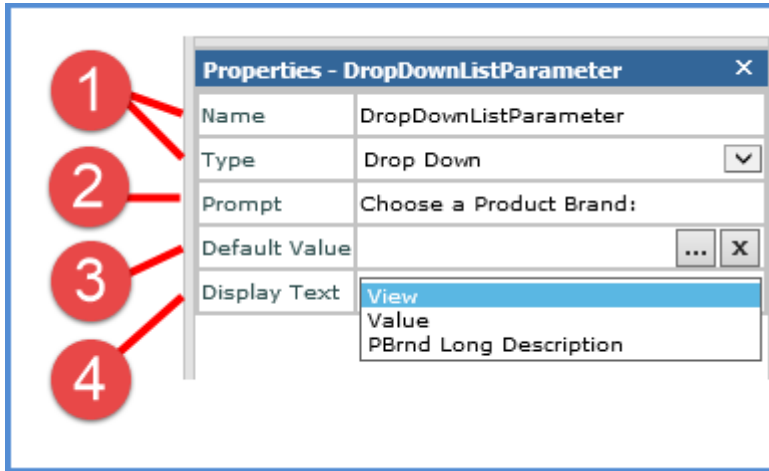 Properties - DropDownListParameter X
1
Name DropDownListParameter
Type Drop Down
2
Prompt Choose a Product Brand:
3
Default Value ... X
4
Display Text View
Value
PBrnd Long Description